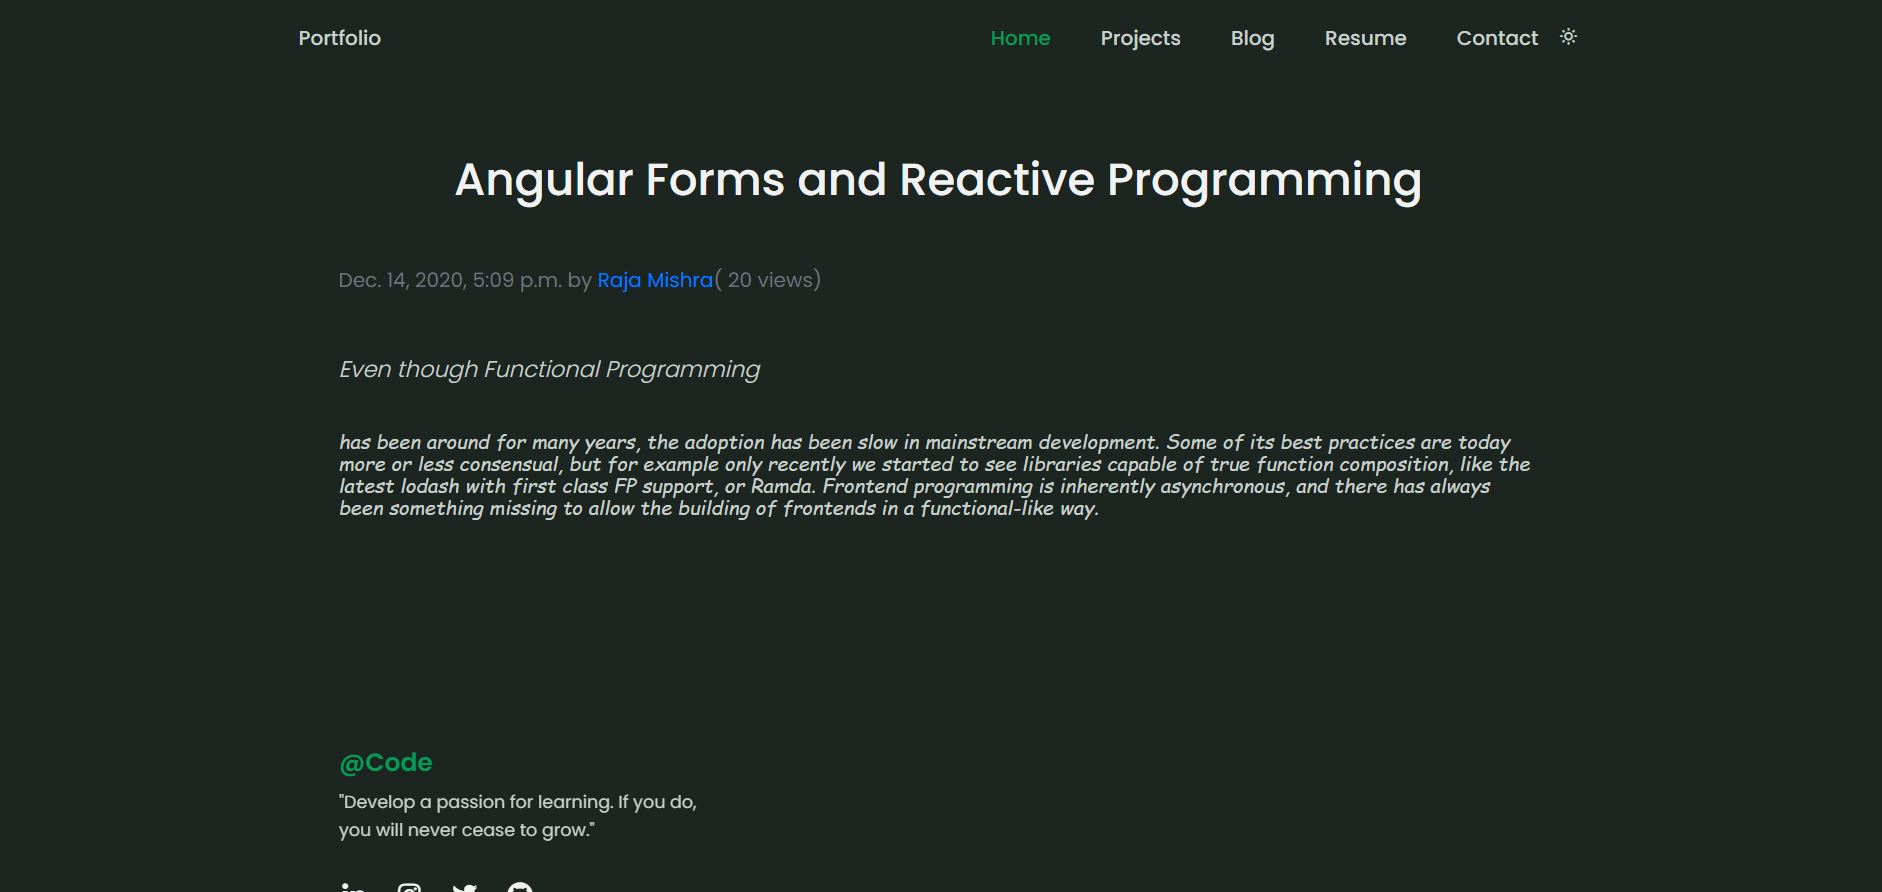 Portfolio
Home Projects Blog Resume Contact
Angular Forms and Reactive Programming
Dec. 14, 2020, 5:09 p.m. by Raja Mishra( 20 views)
Even though Functional Programming
has been around for many years, the adoption has been slow in mainstream development. Some of its best practices are today
more or less consensual, but for example only recently we started to see libraries capable of true function composition, like the
latest lodash with first class FP support, or Ramda. Frontend programming is inherently asynchronous, and there has always
been something missing to allow the building of frontends in a functional-like way.
@Code
"Develop a passion for learning. If you do,
you will never cease to grow."